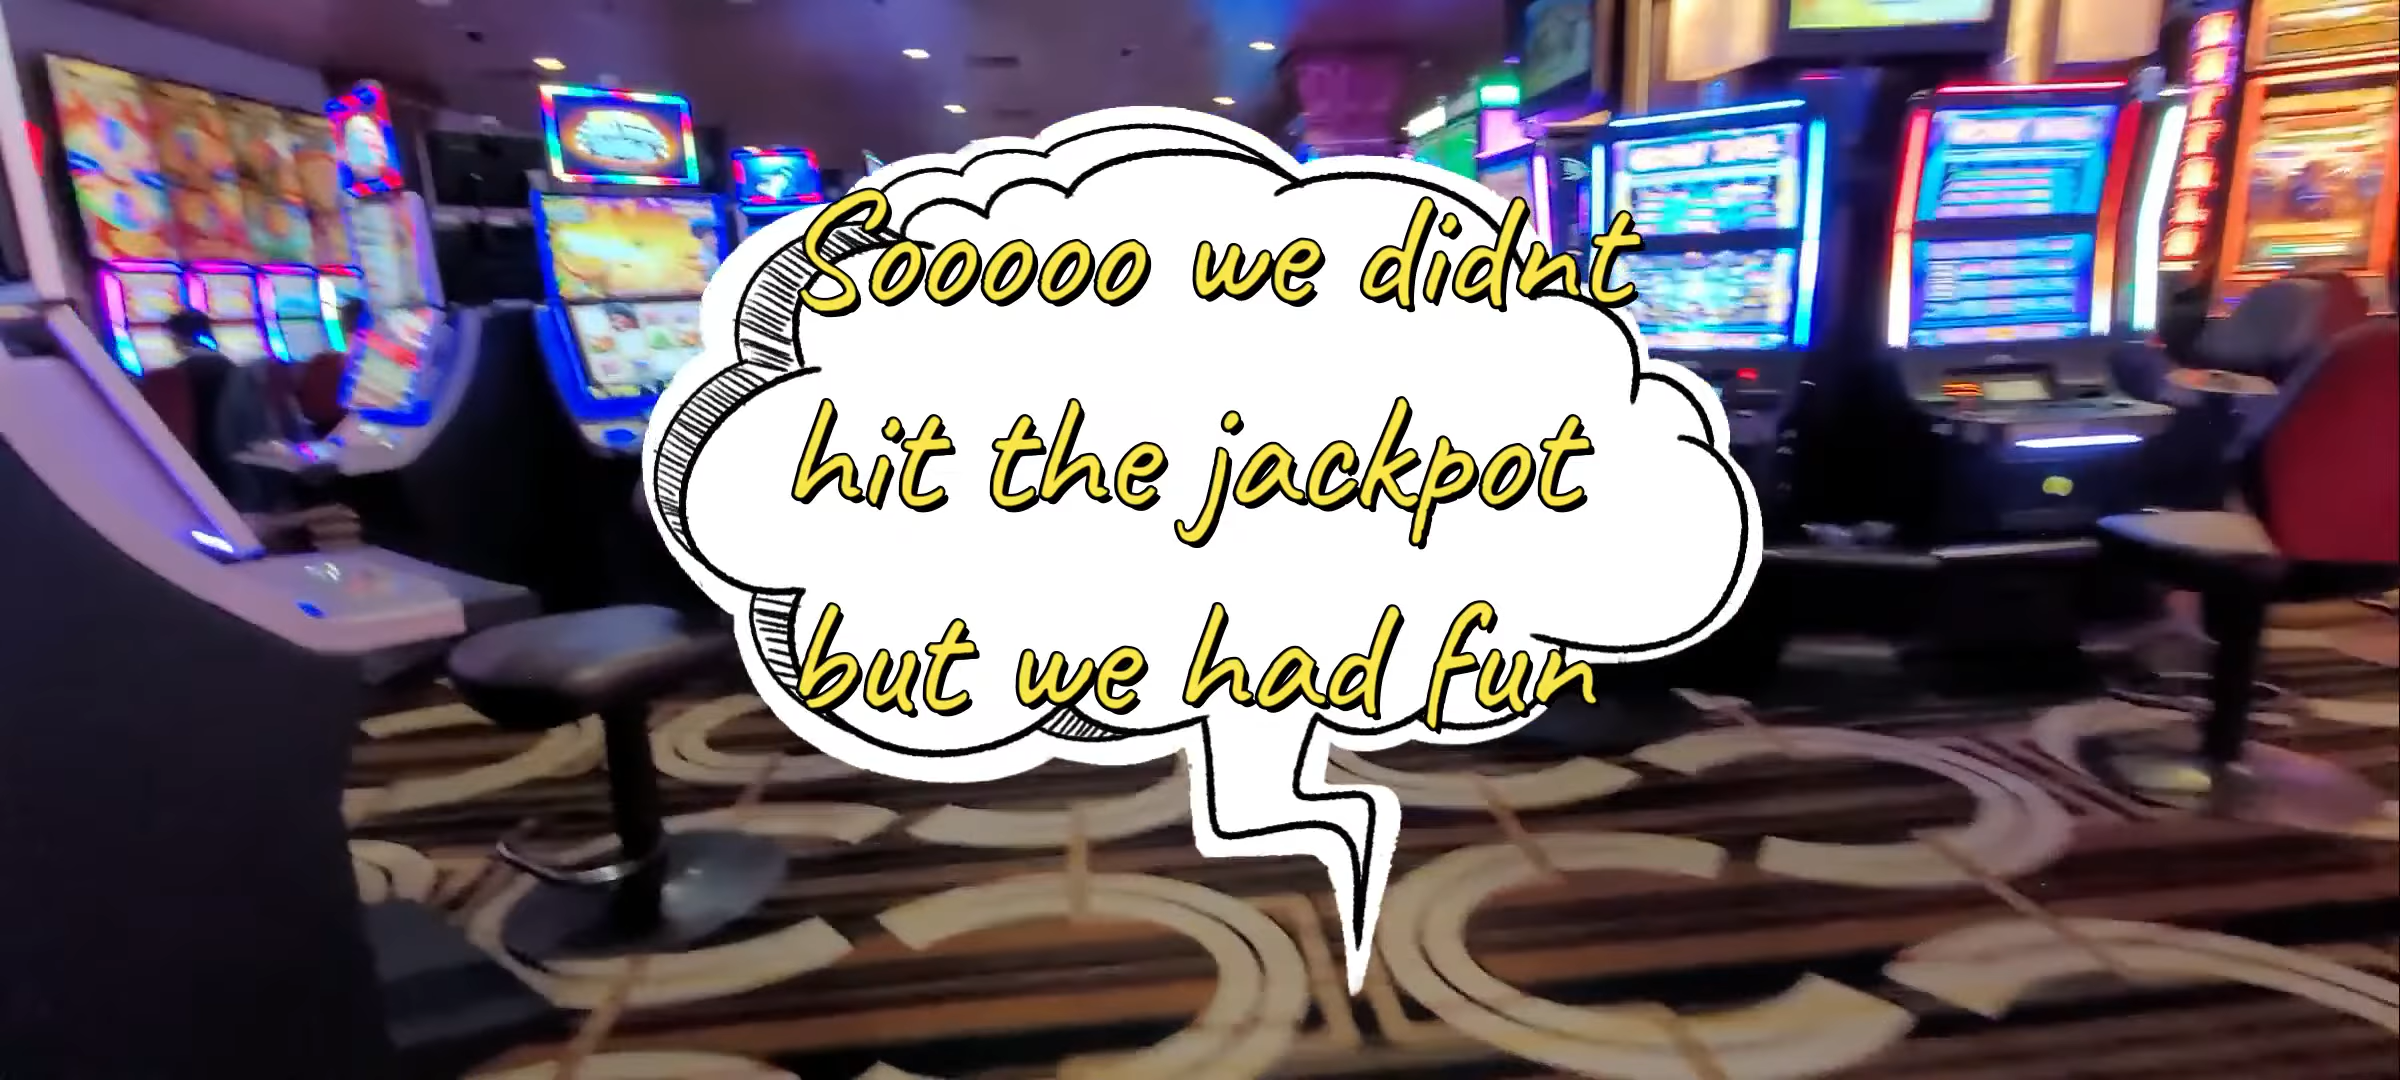 Sooooo we didnt
hit the jackpot
but we had fun